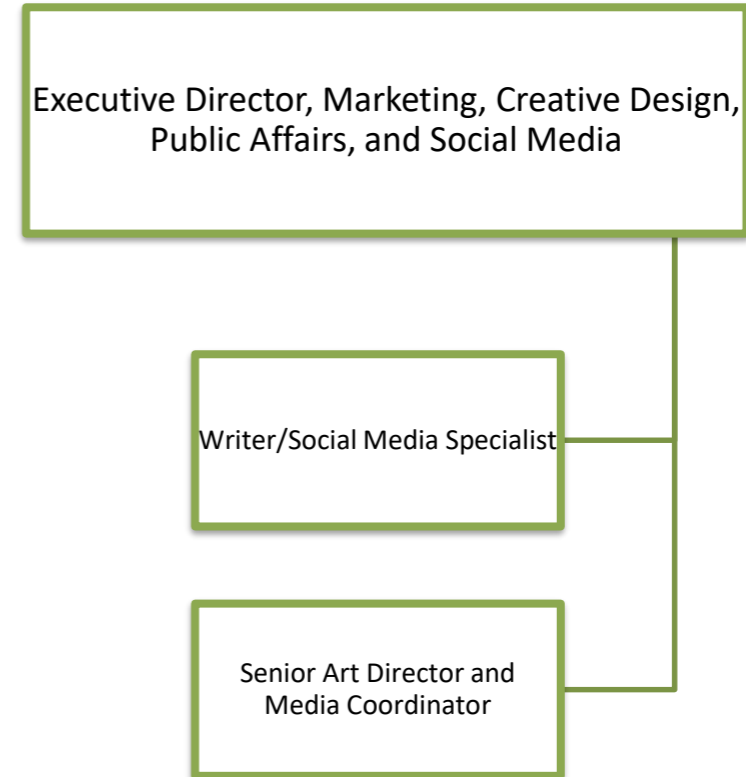 Executive Director, Marketing, Creative Design,
Public Affairs, and Social Media
Writer/Social Media Specialist
Senior Art Director and
Media Coordinator